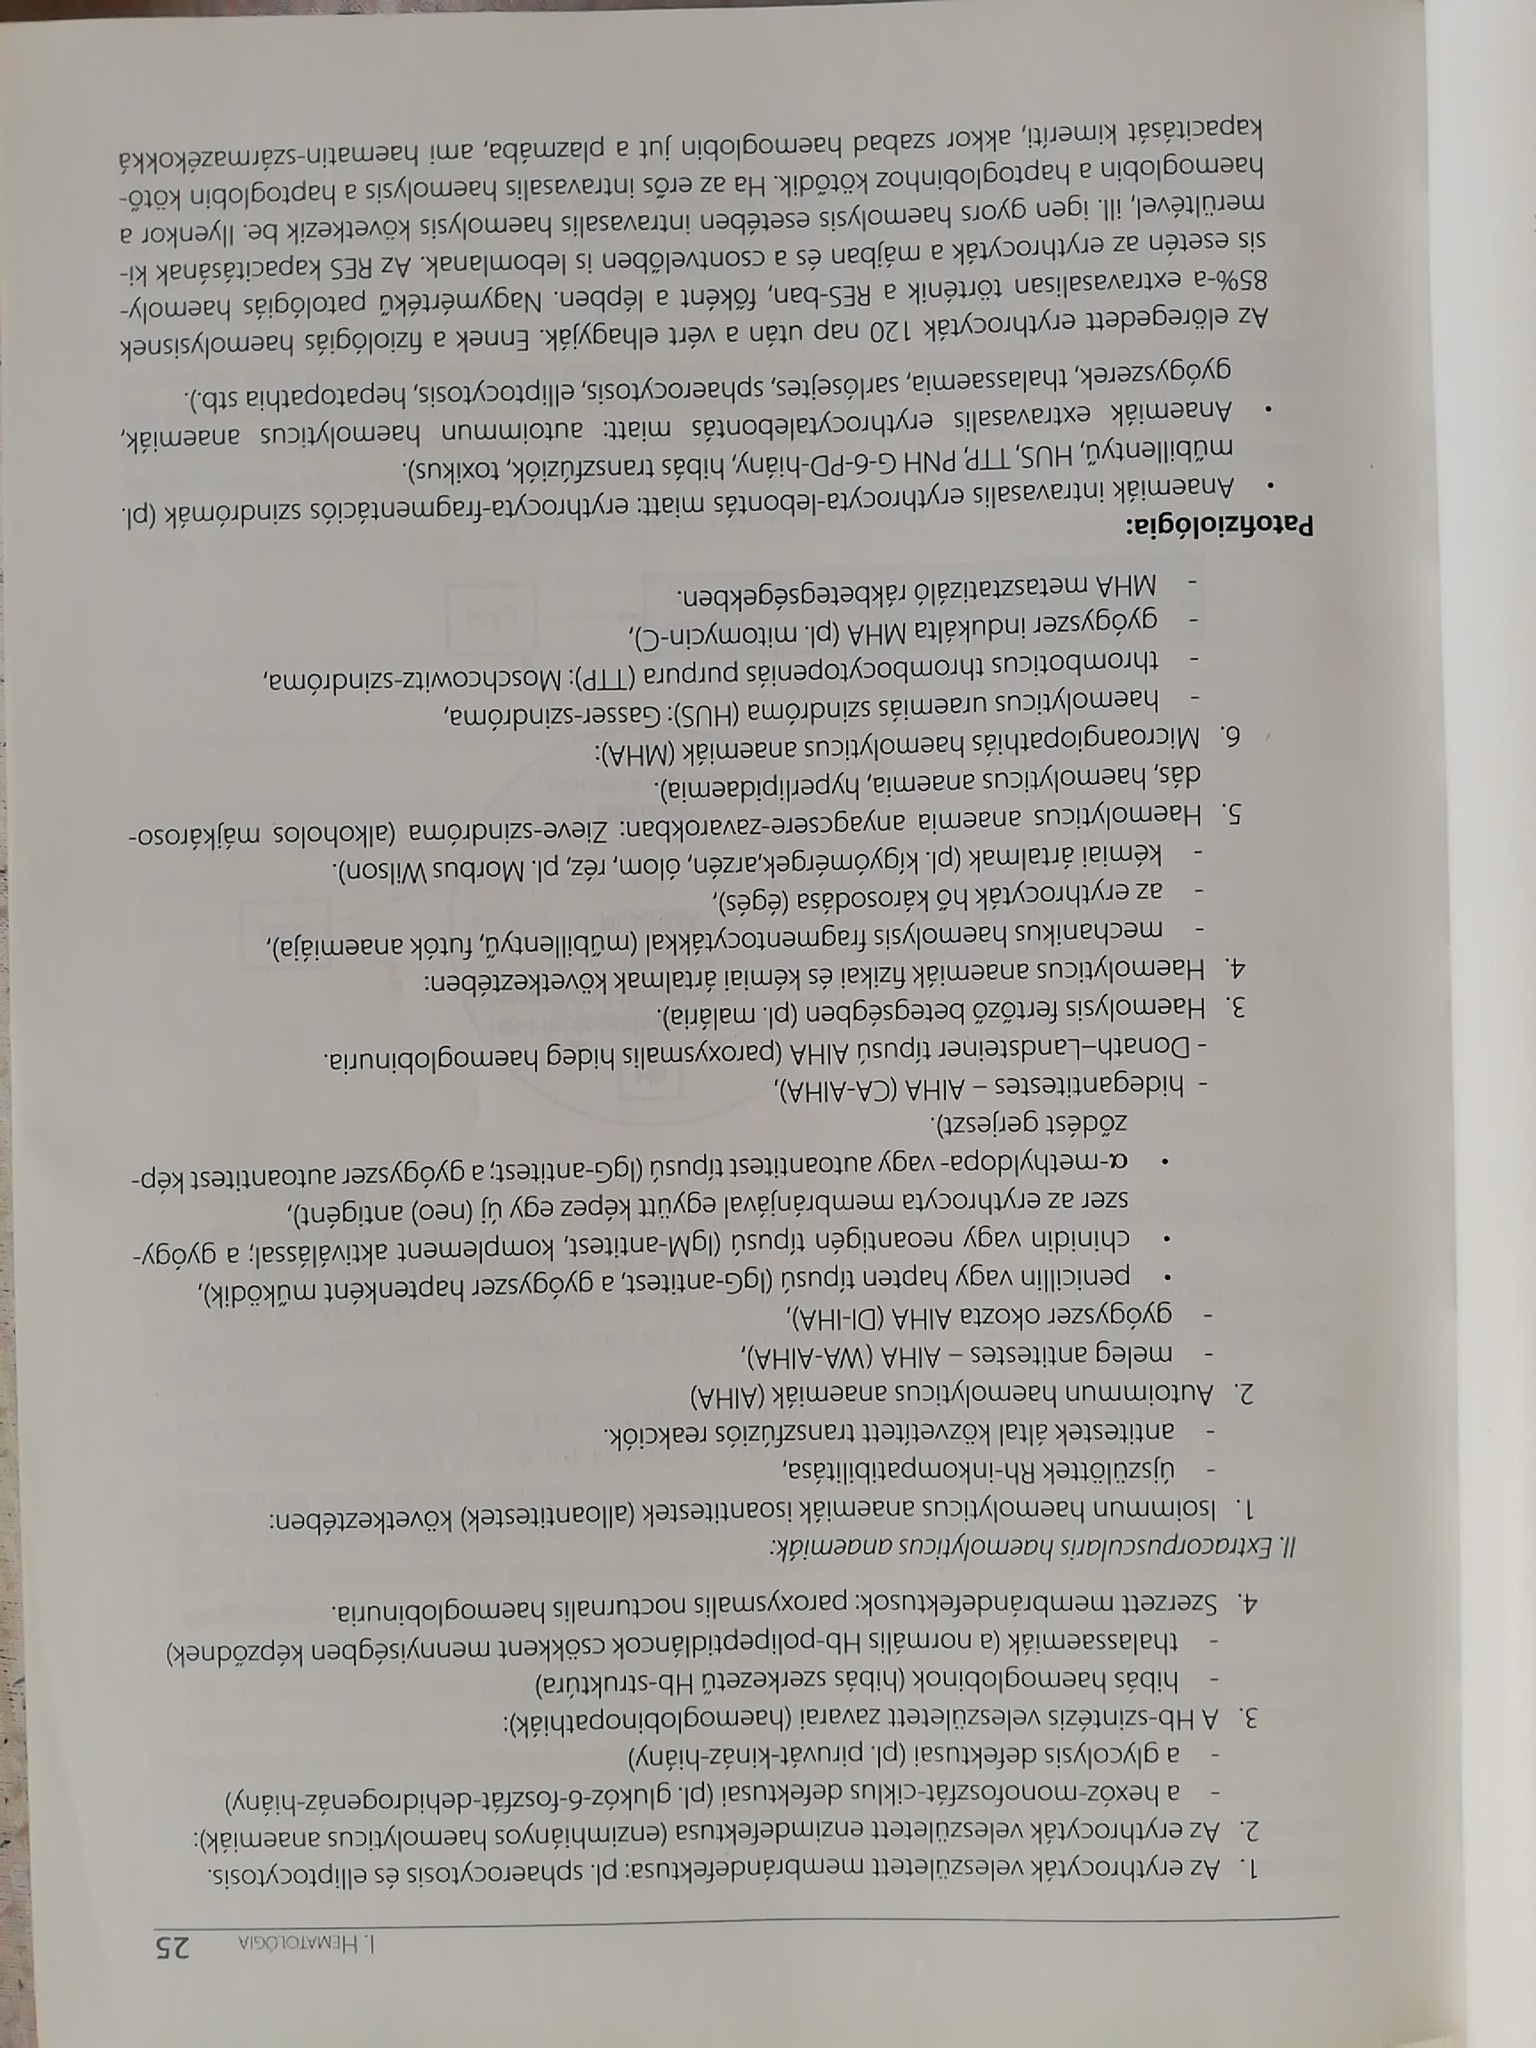 I. Hematológia 25
1. Az erythrocyták veleszületett membrándefektusa: pl. sphaerocytosis és elliptocytosis.
2. Az erythrocyták veleszületett enzimdefektusa (enzimhiányos haemolyticus anaemiák):
- a hexóz-monofoszfát-ciklus defektusai (pl. glukóz-6-foszfát-dehidrogenáz-hiány)
- a glycolysis defektusai (pl. piruvát-kináz-hiány)
3. A Hb-szintézis veleszületett zavarai (haemoglobinopathiák):
- hibás haemoglobinok (hibás szerkezetű Hb-struktúra)
- thalassaemiák (a normális Hb-polipeptidláncok csökkent mennyiségben képződnek)
4. Szerzett membrándefektusok: paroxysmalis nocturnalis haemoglobinuria.
II. Extracorpuscularis haemolyticus anaemiák:
1. Isoimmun haemolyticus anaemiák isoantitestek (alloantitestek) következtében:
- újszülöttek Rh-inkompatibilitása,
- antitestek által közvetített transzfúziós reakciók.
2. Autoimmun haemolyticus anaemiák (AIHA)
- meleg antitestes – AIHA (WA-AIHA),
- gyógyszer okozta AIHA (DI-IHA),
• penicillin vagy hapten típusú (IgG-antitest, a gyógyszer haptenként működik),
• chinidin vagy neoantigén típusú (IgM-antitest, komplement aktiválással; a gyógy-
szer az erythrocyta membránjával együtt képez egy új (neo) antigént),
• α-methyldopa- vagy autoantitest típusú (IgG-antitest; a gyógyszer autoantitest kép-
ződést gerjeszt).
- hidegantitestes – AIHA (CA-AIHA),
- Donath–Landsteiner típusú AIHA (paroxysmalis hideg haemoglobinuria.
3. Haemolysis fertőző betegségben (pl. malária).
4. Haemolyticus anaemiák fizikai és kémiai ártalmak következtében:
- mechanikus haemolysis fragmentocytákkal (műbillentyű, futók anaemiája),
- az erythrocyták hő károsodása (égés),
- kémiai ártalmak (pl. kígyómérgek,arzén, ólom, réz, pl. Morbus Wilson).
5. Haemolyticus anaemia anyagcsere-zavarokban: Zieve-szindróma (alkoholos májkároso-
dás, haemolyticus anaemia, hyperlipidaemia).
6. Microangiopathiás haemolyticus anaemiák (MHA):
- haemolyticus uraemiás szindróma (HUS): Gasser-szindróma,
- thromboticus thrombocytopeniás purpura (TTP): Moschcowitz-szindróma,
- gyógyszer indukálta MHA (pl. mitomycin-C),
- MHA metasztatizáló rákbetegségekben.
Patofiziológia:
• Anaemiák intravasalis erythrocyta-lebontás miatt: erythrocyta-fragmentációs szindrómák (pl.
műbillentyű, HUS, TTP, PNH G-6-PD-hiány, hibás transzfúziók, toxikus).
• Anaemiák extravasalis erythrocytalebontás miatt: autoimmun haemolyticus anaemiák,
gyógyszerek, thalassaemia, sarlósejtes, sphaerocytosis, elliptocytosis, hepatopathia stb.).
Az elöregedett erythrocyták 120 nap után a vért elhagyják. Ennek a fiziológiás haemolysisnek
85%-a extravasalisan történik a RES-ban, főként a lépben. Nagymértékű patológiás haemoly-
sis esetén az erythrocyták a májban és a csontvelőben is lebomlanak. Az RES kapacitásának ki-
merültével, ill. igen gyors haemolysis esetében intravasalis haemolysis következik be. Ilyenkor a
haemoglobin a haptoglobinhoz kötődik. Ha az erős intravasalis haemolysis a haptoglobin kötő-
kapacitását kimeríti, akkor szabad haemoglobin jut a plazmába, ami haematin-származékokká